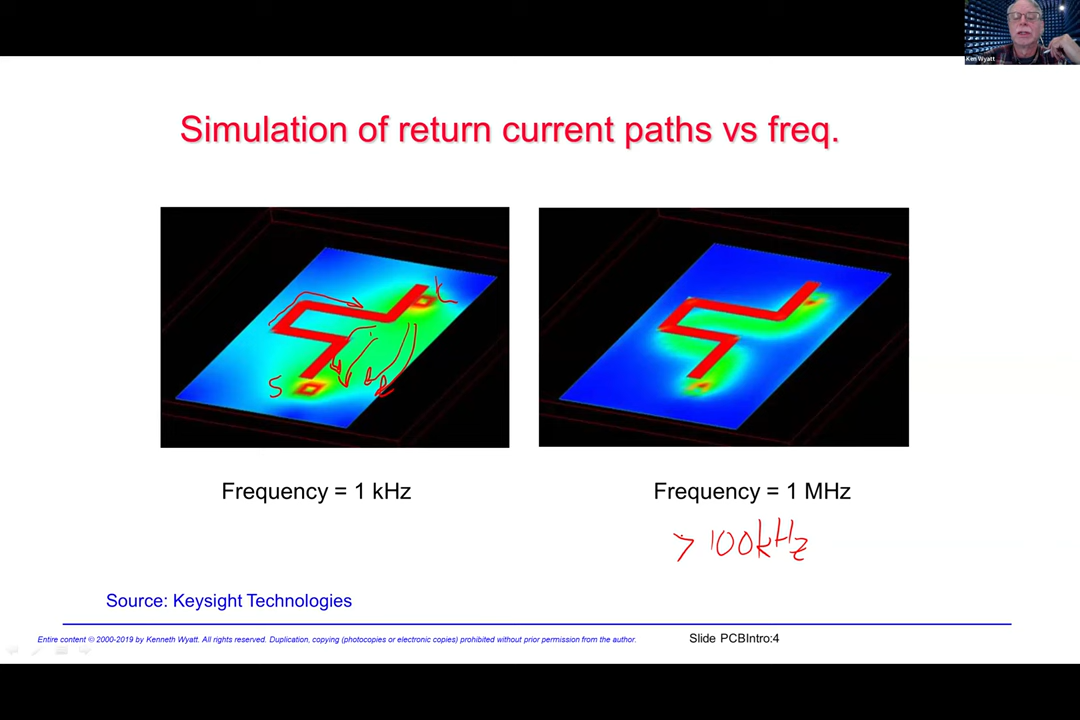 Ken Wyatt
Simulation of return current paths vs freq.
L
S
Frequency = 1 kHz
Frequency = 1 MHz
> 100kHz
Source: Keysight Technologies
Entire content © 2000-2019 by Kenneth Wyatt. All rights reserved. Duplication, copying (photocopies or electronic copies) prohibited without prior permission from the author.
Slide PCBIntro:4